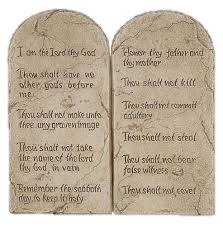 I am the Lord thy God
Thou shalt have no
other gods before
me
Thou shalt not make unto
thee any graven image
Thou shalt not take
the name of the lord
thy God, in vain
Remember the sabbath
day, to keep it holy
Honor thy father and
thy mother
Thou shalt not kill
Thou shalt not commit
adultery
Thou shalt not steal
Thou shalt not bear
false witness
Thou shalt not covet